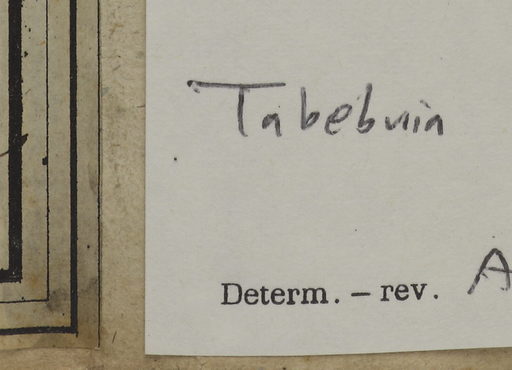 Tabebuia
Determ. – rev. A